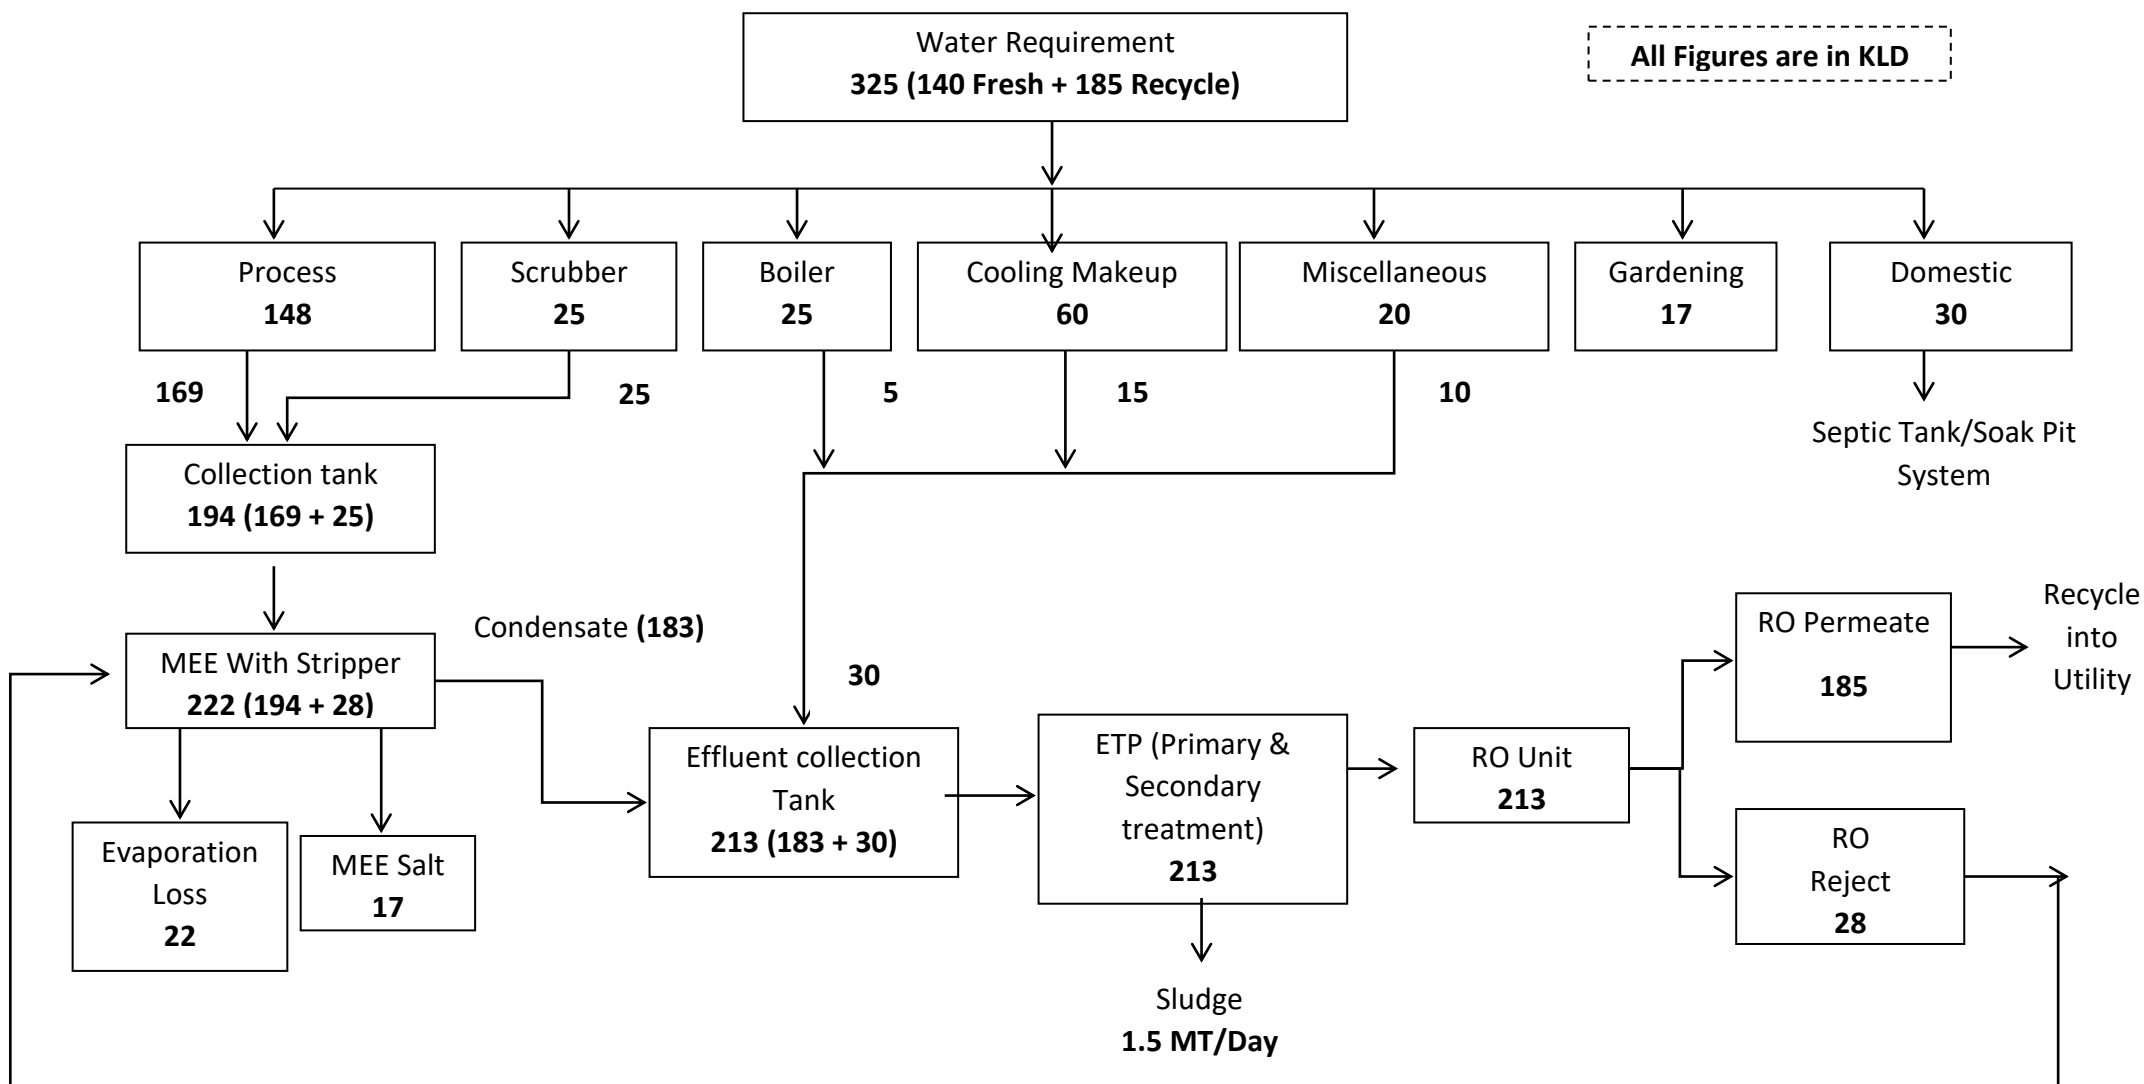 Water Requirement
325 (140 Fresh + 185 Recycle)
All Figures are in KLD
Process
148
Scrubber
25
Boiler
25
Cooling Makeup
60
Miscellaneous
20
Gardening
17
Domestic
30
169
25
5
15
10
Septic Tank/Soak Pit
System
Collection tank
194 (169 + 25)
Condensate (183)
MEE With Stripper
222 (194 + 28)
30
Evaporation
Loss
22
MEE Salt
17
Effluent collection
Tank
213 (183 + 30)
ETP (Primary &
Secondary
treatment)
213
Sludge
1.5 MT/Day
RO Unit
213
RO Permeate
185
Recycle
into
Utility
RO
Reject
28